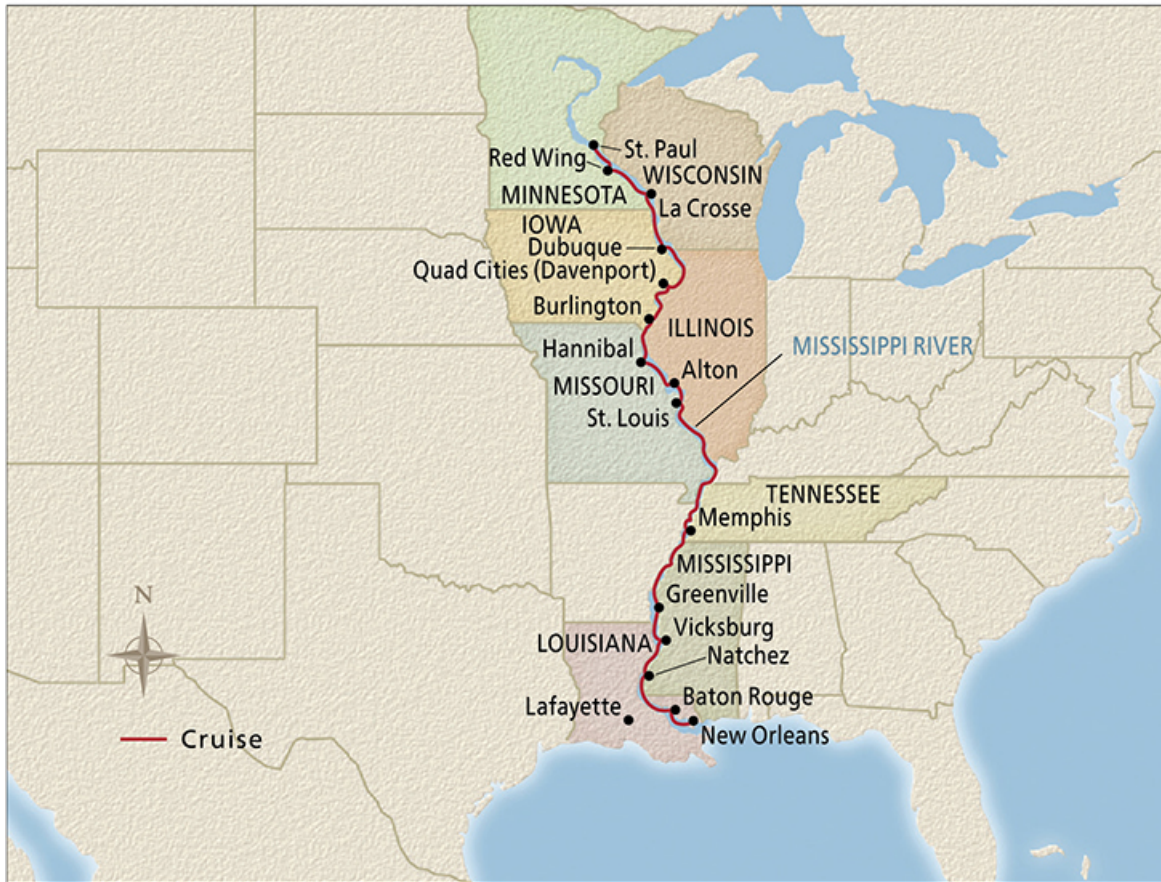 St. Paul
Red Wing
WISCONSIN
MINNESOTA
La Crosse
IOWA
Dubuque
Quad Cities (Davenport)
Burlington
ILLINOIS
MISSISSIPPI RIVER
Hannibal
Alton
MISSOURI
St. Louis
TENNESSEE
Memphis
MISSISSIPPI
Greenville
Vicksburg
LOUISIANA
Natchez
Baton Rouge
Lafayette
New Orleans
N
Cruise